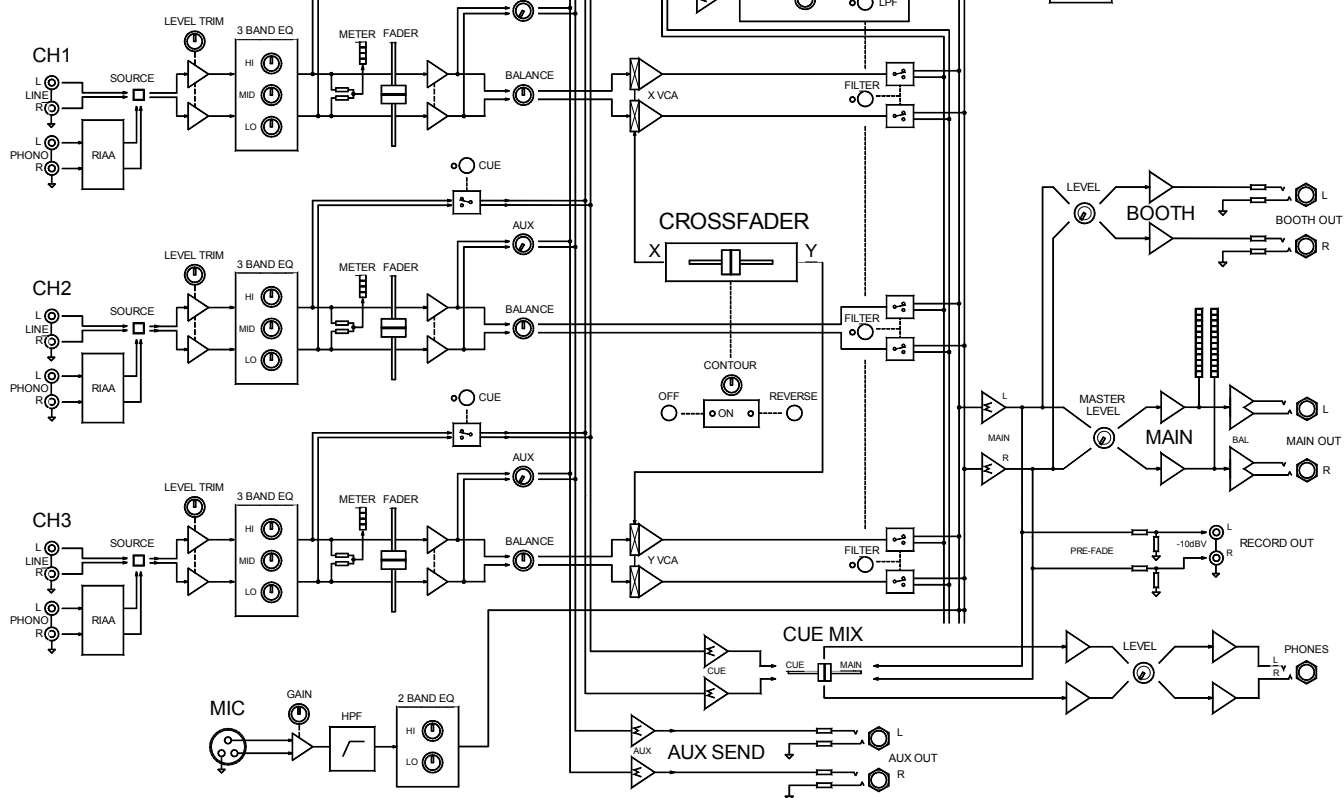 LPF
CH1
LEVEL TRIM
3 BAND EQ
METER FADER
SOURCE
L
LINE
R
HI
MID
LO
BALANCE
X VCA
FILTER
L
PHONO
R
RIAA
CUE
AUX
CROSSFADER
X
Y
LEVEL
BOOTH
L
BOOTH OUT
R
CH2
LEVEL TRIM
3 BAND EQ
METER FADER
SOURCE
L
LINE
R
HI
MID
LO
BALANCE
FILTER
L
PHONO
R
RIAA
CONTOUR
OFF
ON
REVERSE
CUE
AUX
L
MAIN
R
MASTER
LEVEL
MAIN
BAL
L
MAIN OUT
R
CH3
LEVEL TRIM
3 BAND EQ
METER FADER
SOURCE
L
LINE
R
HI
MID
LO
BALANCE
Y VCA
FILTER
L
PHONO
R
RIAA
PRE-FADE
-10dBV
L
R
RECORD OUT
CUE MIX
CUE
CUE
MAIN
LEVEL
L
R
PHONES
MIC
GAIN
HPF
2 BAND EQ
HI
LO
AUX
AUX SEND
L
AUX OUT
R